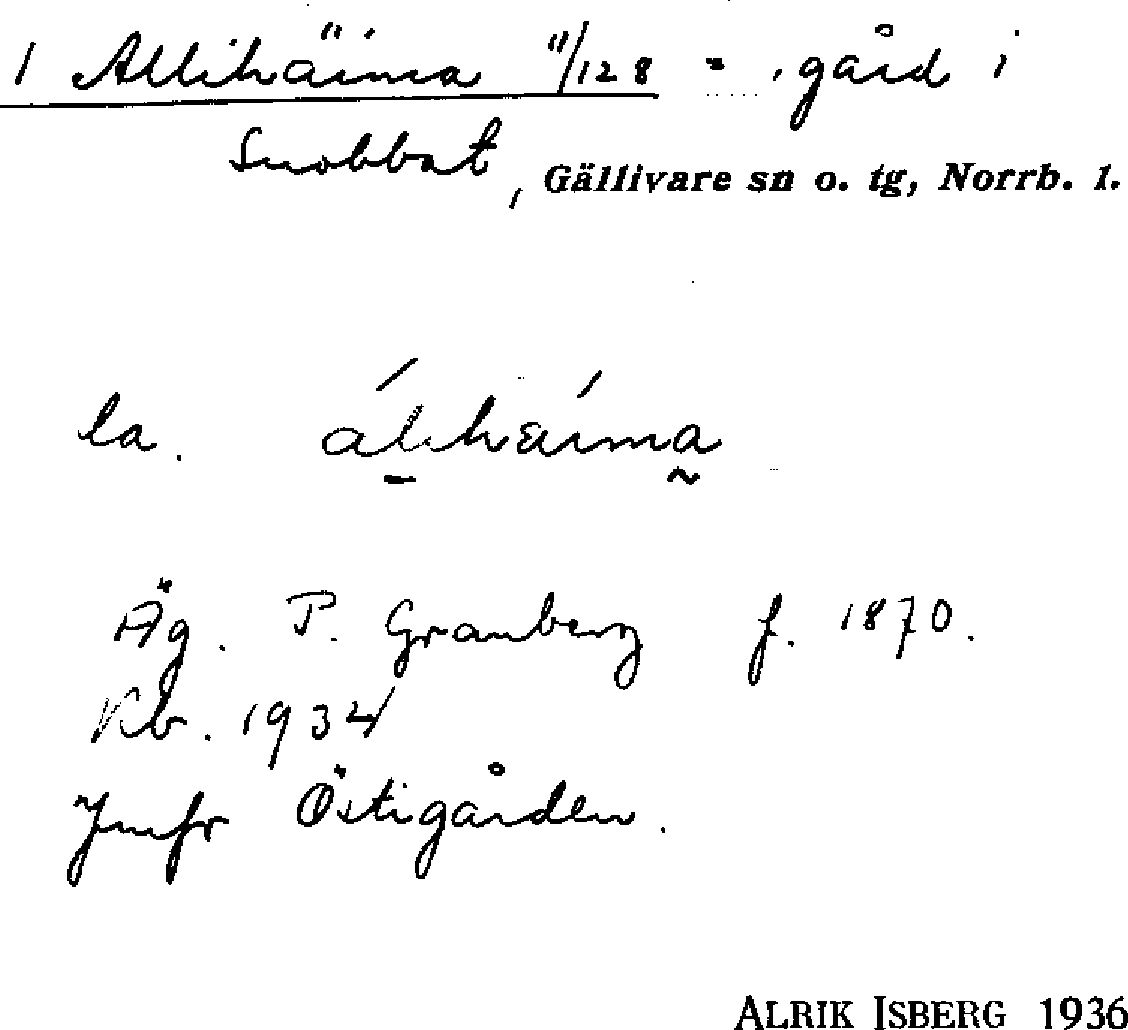 1 Allihäima 11/128 = gård i
Snobbat, Gällivare sn o. tg, Norrb. l.
la. álihæíma
Äg. P. Granberg f. 1870.
Kb. 1934
Jmfr Östigården.
ALRIK ISBERG 1936